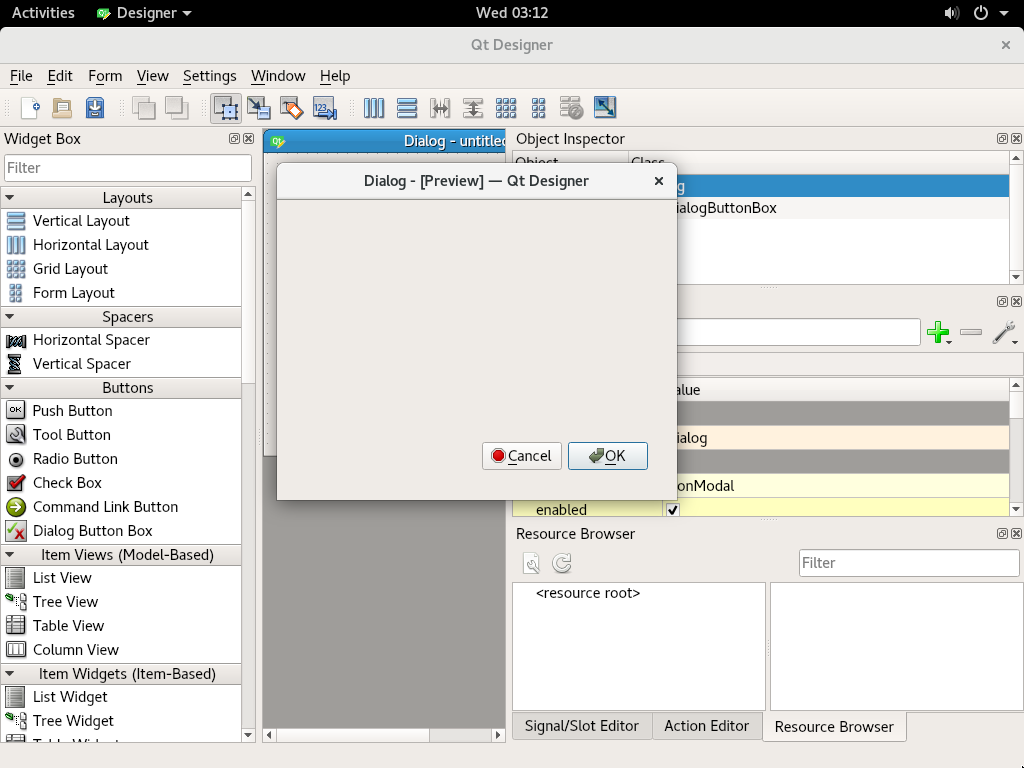 Activities Designer Wed 03:12
Qt Designer
File Edit Form View Settings Window Help
Widget Box
Filter
Layouts
Vertical Layout
Horizontal Layout
Grid Layout
Form Layout
Spacers
Horizontal Spacer
Vertical Spacer
Buttons
OK Push Button
Tool Button
Radio Button
Check Box
Command Link Button
Dialog Button Box
Item Views (Model-Based)
List View
Tree View
Table View
Column View
Item Widgets (Item-Based)
List Widget
Tree Widget
Dialog - untitled
Dialog - [Preview] — Qt Designer
Cancel OK
Object Inspector
Object Class
ialogButtonBox
alue
ialog
onModal
enabled
Resource Browser
Filter
<resource root>
Signal/Slot Editor Action Editor Resource Browser